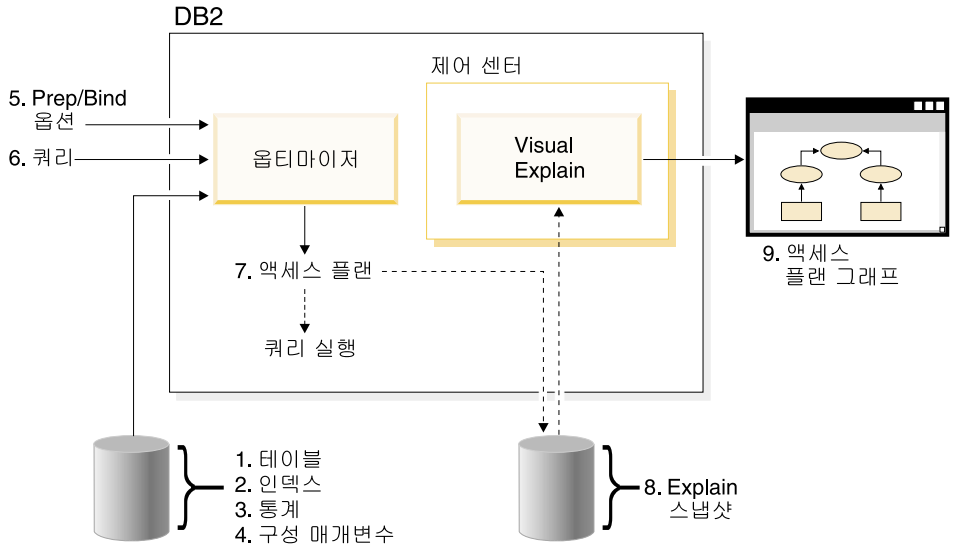 DB2
제어 센터
5. Prep/Bind
옵션
6. 쿼리
옵티마이저
Visual
Explain
7. 액세스 플랜
쿼리 실행
9. 액세스
플랜 그래프
1. 테이블
2. 인덱스
3. 통계
4. 구성 매개변수
8. Explain
스냅샷